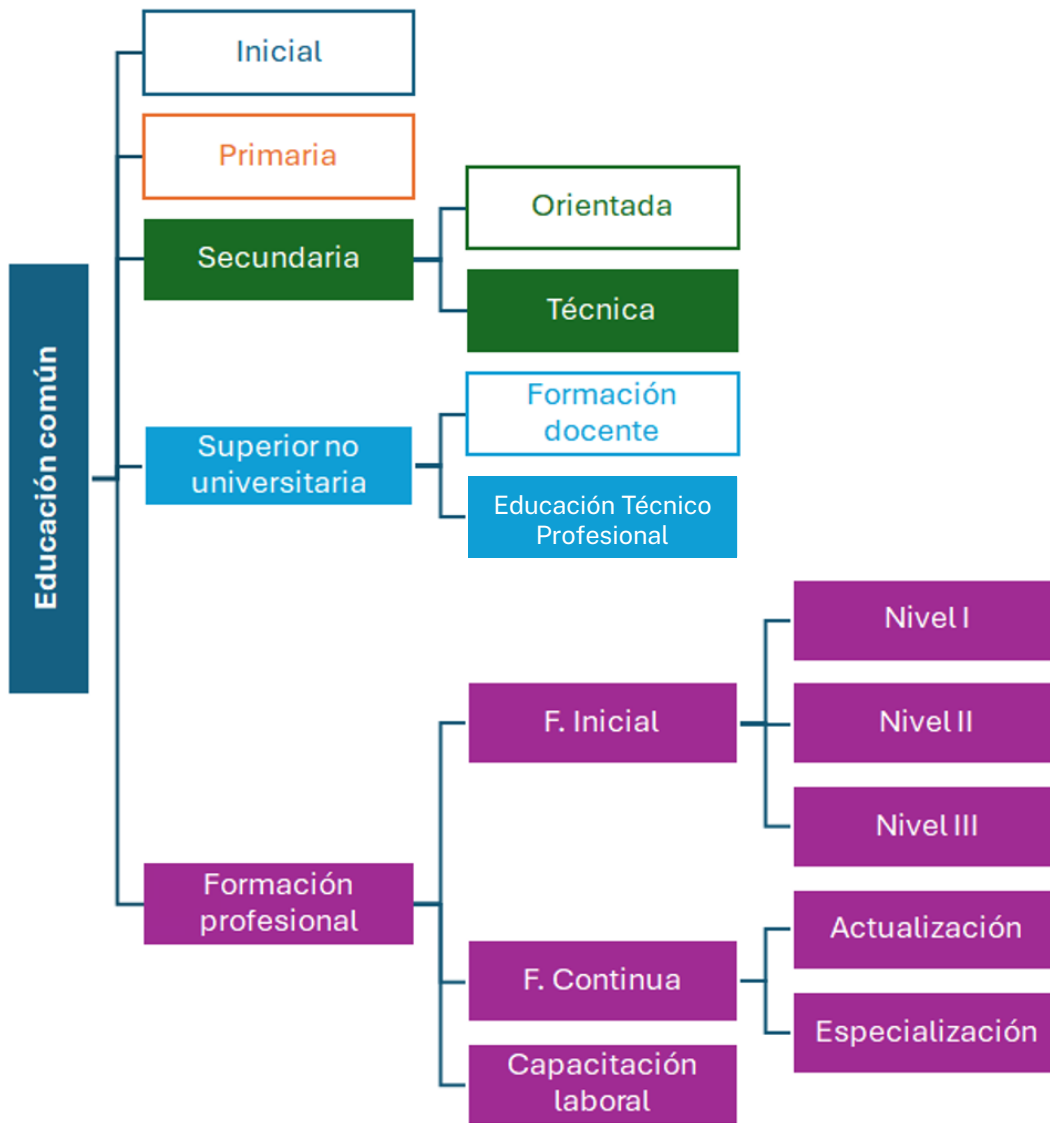 Educación común
Inicial
Primaria
Secundaria
Orientada
Técnica
Superior no
universitaria
Formación
docente
Educación Técnico
Profesional
Formación
profesional
F. Inicial
Nivel I
Nivel II
Nivel III
F. Continua
Actualización
Especialización
Capacitación
laboral